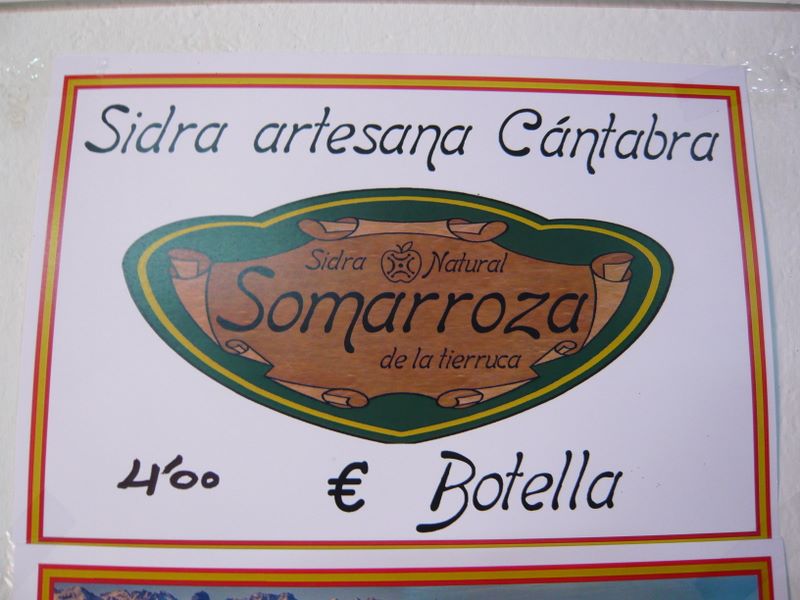 Sidra artesana Cántabra
Sidra Natural
Somarroza
de la tierruca
4'00 € Botella